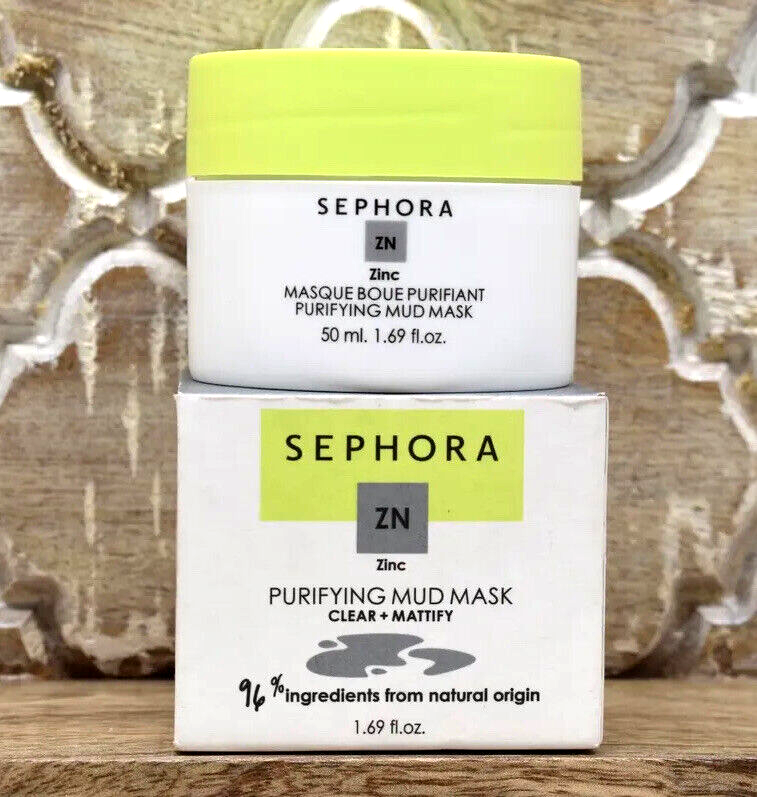 SEPHORA
ZN
Zinc
MASQUE BOUE PURIFIANT
PURIFYING MUD MASK
50 ml. 1.69 fl.oz.
SEPHORA
ZN
Zinc
PURIFYING MUD MASK
CLEAR + MATTIFY
96% ingredients from natural origin
1.69 fl.oz.